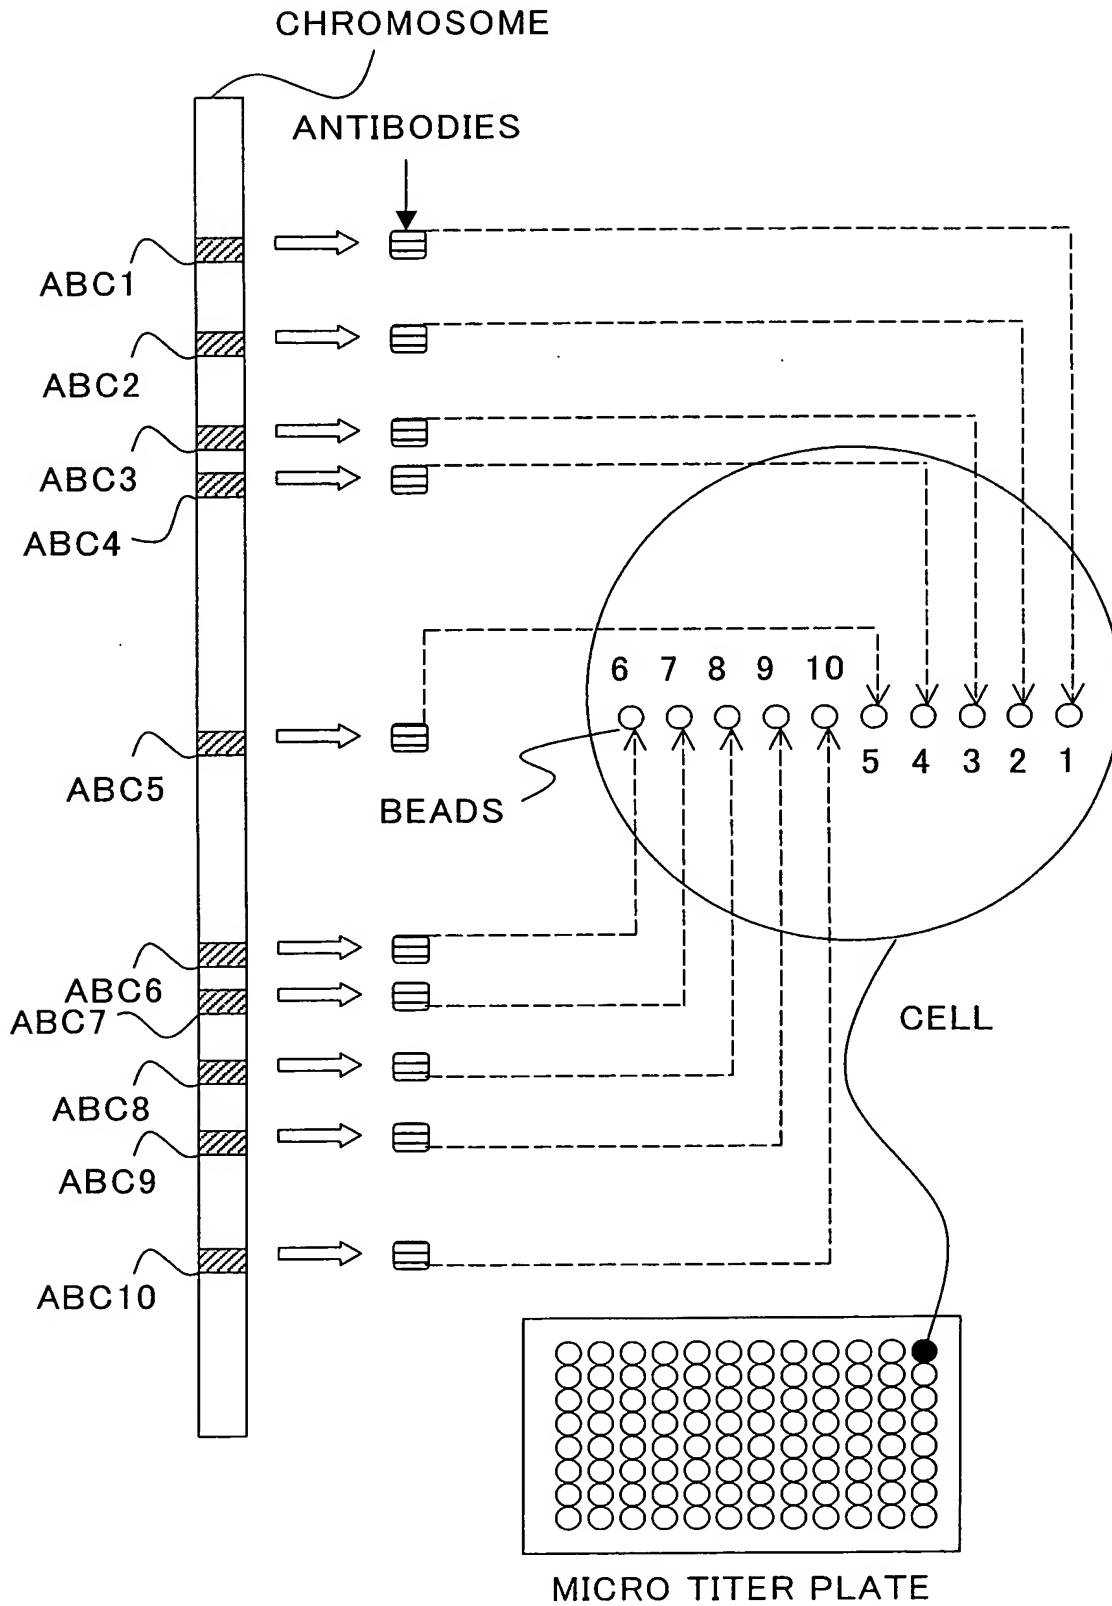 CHROMOSOME
ANTIBODIES
ABC1
ABC2
ABC3
ABC4
6 7 8 9 10
5 4 3 2 1
ABC5
BEADS
ABC6
ABC7
CELL
ABC8
ABC9
ABC10
MICRO TITER PLATE